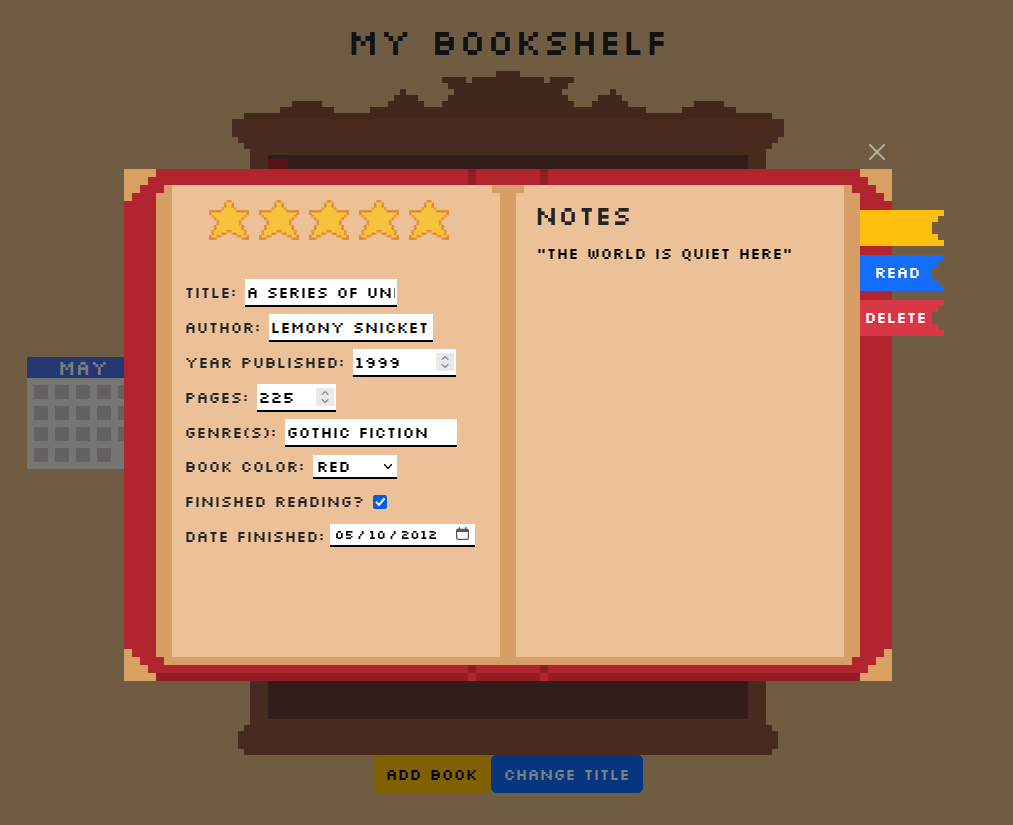 MY BOOKSHELF
NOTES
"THE WORLD IS QUIET HERE"
READ
DELETE
TITLE: A SERIES OF UN
AUTHOR: LEMONY SNICKET
YEAR PUBLISHED: 1999
PAGES: 225
GENRE(S): GOTHIC FICTION
BOOK COLOR: RED
FINISHED READING?
DATE FINISHED: 05/10/2012
MAY
ADD BOOK
CHANGE TITLE